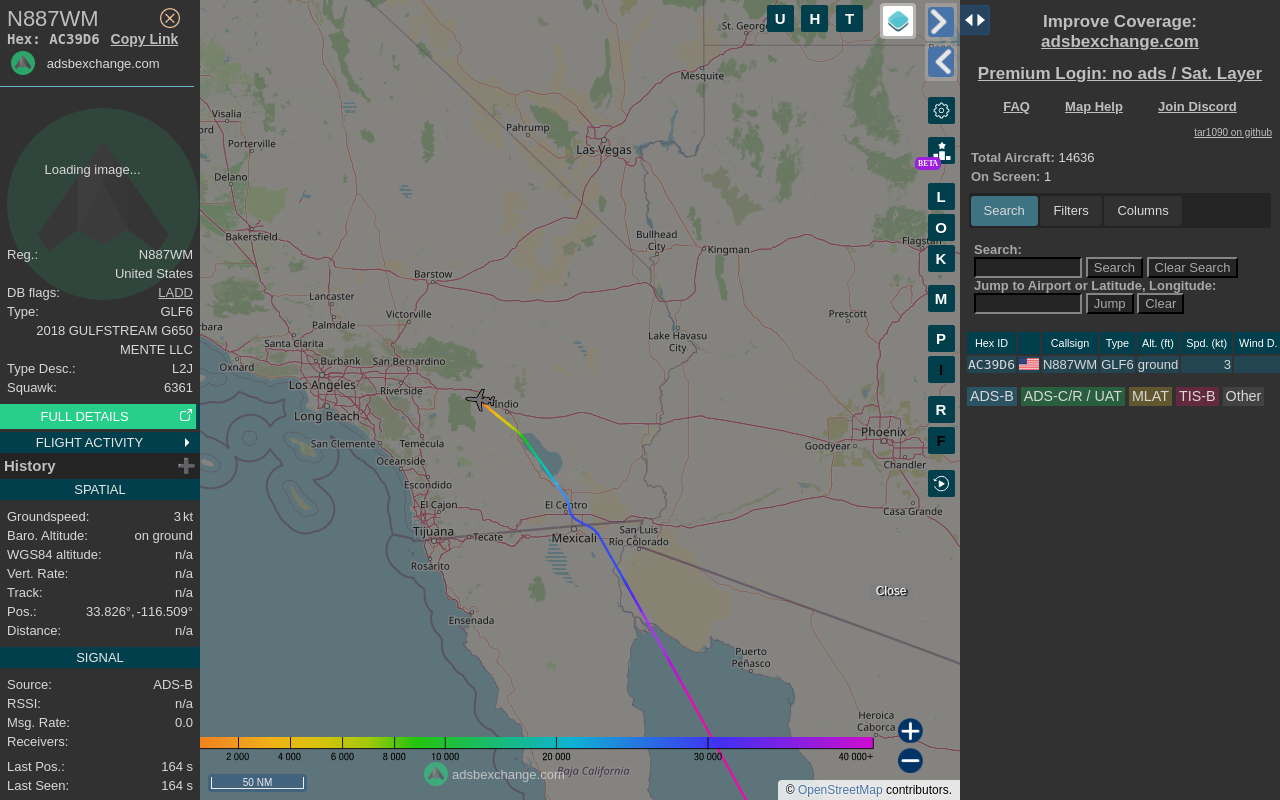 N887WM
Hex: AC39D6 Copy Link
adsbexchange.com
Loading image...
Reg.: N887WM
United States
DB flags: LADD
Type: GLF6
2018 GULFSTREAM G650
MENTE LLC
Type Desc.: L2J
Squawk: 6361
FULL DETAILS
FLIGHT ACTIVITY
History
SPATIAL
Groundspeed: 3 kt
Baro. Altitude: on ground
WGS84 altitude: n/a
Vert. Rate: n/a
Track: n/a
Pos.: 33.826°, -116.509°
Distance: n/a
SIGNAL
Source: ADS-B
RSSI: n/a
Msg. Rate: 0.0
Receivers:
Last Pos.: 164 s
Last Seen: 164 s
U H T
St. George
Mesquite
Visalia
ord
Porterville
Pahrump
Las Vegas
Delano
BETA
Bakersfield
Bullhead
City
Kingman
Flagstaff
Barstow
Lancaster
Victorville
Palmdale
Prescott
bara
Santa Clarita
Lake Havasu
City
Oxnard
Burbank
San Bernardino
Los Angeles
Riverside
Indio
Long Beach
San Clemente
Temecula
Phoenix
Goodyear
Chandler
Oceanside
Escondido
El Cajon
El Centro
Casa Grande
Tijuana
Tecate
Mexicali
San Luis
Río Colorado
Rosarito
Ensenada
Puerto
Peñasco
Heroica
Caborca
Baja California
L
O
K
M
P
I
R
F
Close
2 000 4 000 6 000 8 000 10 000 20 000 30 000 40 000+
adsbexchange.com
50 NM
© OpenStreetMap contributors.
Improve Coverage:
adsbexchange.com
Premium Login: no ads / Sat. Layer
FAQ Map Help Join Discord
tar1090 on github
Total Aircraft: 14636
On Screen: 1
Search Filters Columns
Search:
Search Clear Search
Jump to Airport or Latitude, Longitude:
Jump Clear
Hex ID Callsign Type Alt. (ft) Spd. (kt) Wind D.
AC39D6 N887WM GLF6 ground 3
ADS-B ADS-C/R / UAT MLAT TIS-B Other